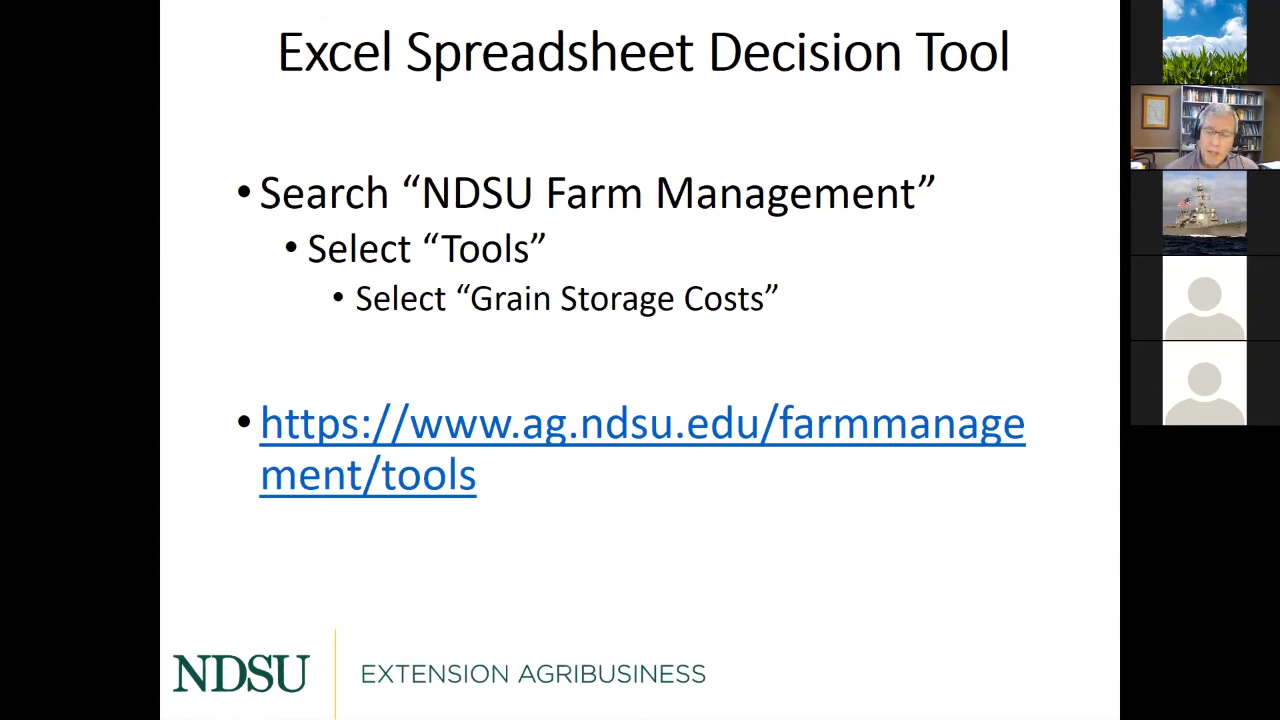 Excel Spreadsheet Decision Tool
• Search “NDSU Farm Management”
• Select “Tools”
• Select “Grain Storage Costs”
• https://www.ag.ndsu.edu/farmmanage
ment/tools
NDSU
EXTENSION AGRIBUSINESS